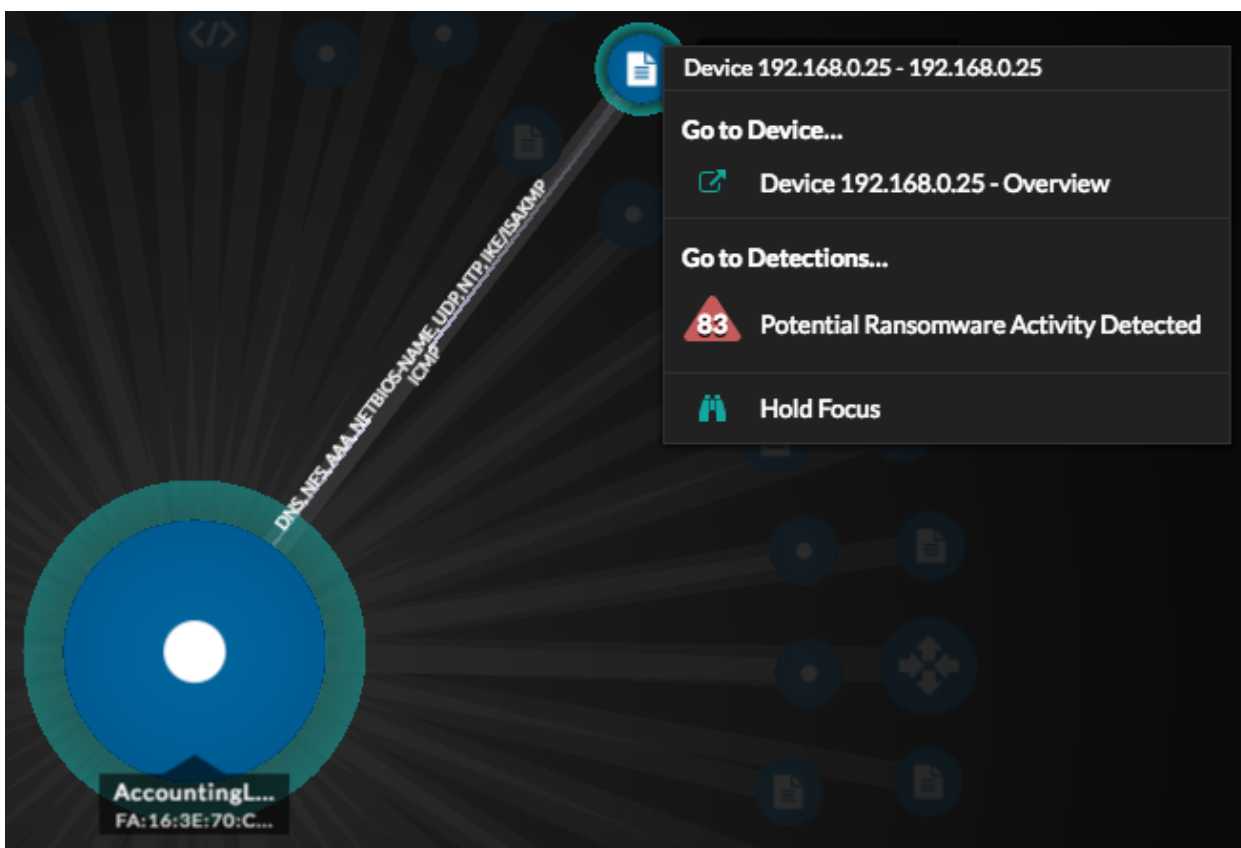 </>
Device 192.168.0.25 - 192.168.0.25
Go to Device...
Device 192.168.0.25 - Overview
Go to Detections...
83 Potential Ransomware Activity Detected
Hold Focus
DNS, NFS, AAA, NETBIOS-NAME, UDP, NTP, IKE/ISAKMP
ICMP
AccountingL...
FA:16:3E:70:C...